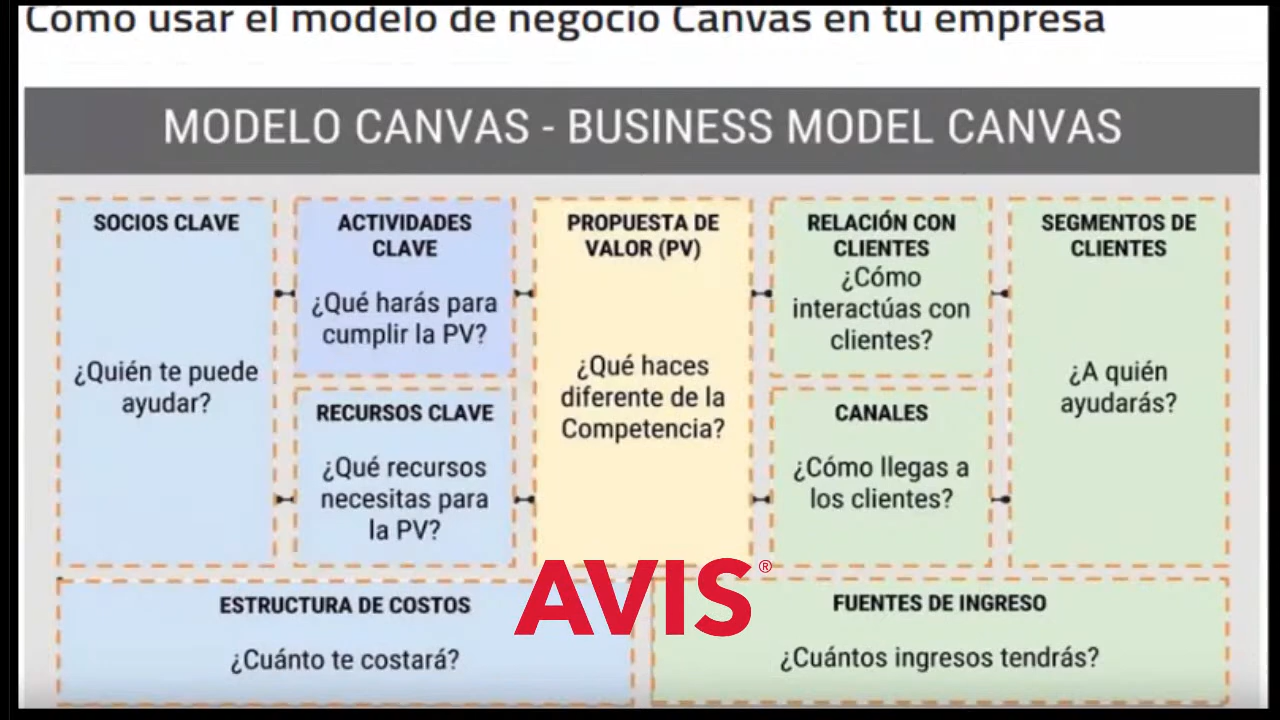 Cómo usar el modelo de negocio Canvas en tu empresa
MODELO CANVAS - BUSINESS MODEL CANVAS
SOCIOS CLAVE
¿Quién te puede
ayudar?
ACTIVIDADES
CLAVE
¿Qué harás para
cumplir la PV?
RECURSOS CLAVE
¿Qué recursos
necesitas para
la PV?
PROPUESTA DE
VALOR (PV)
¿Qué haces
diferente de la
Competencia?
RELACIÓN CON
CLIENTES
¿Cómo
interactúas con
clientes?
CANALES
¿Cómo llegas a
los clientes?
SEGMENTOS DE
CLIENTES
¿A quién
ayudarás?
AVIS®
ESTRUCTURA DE COSTOS
¿Cuánto te costará?
FUENTES DE INGRESO
¿Cuántos ingresos tendrás?